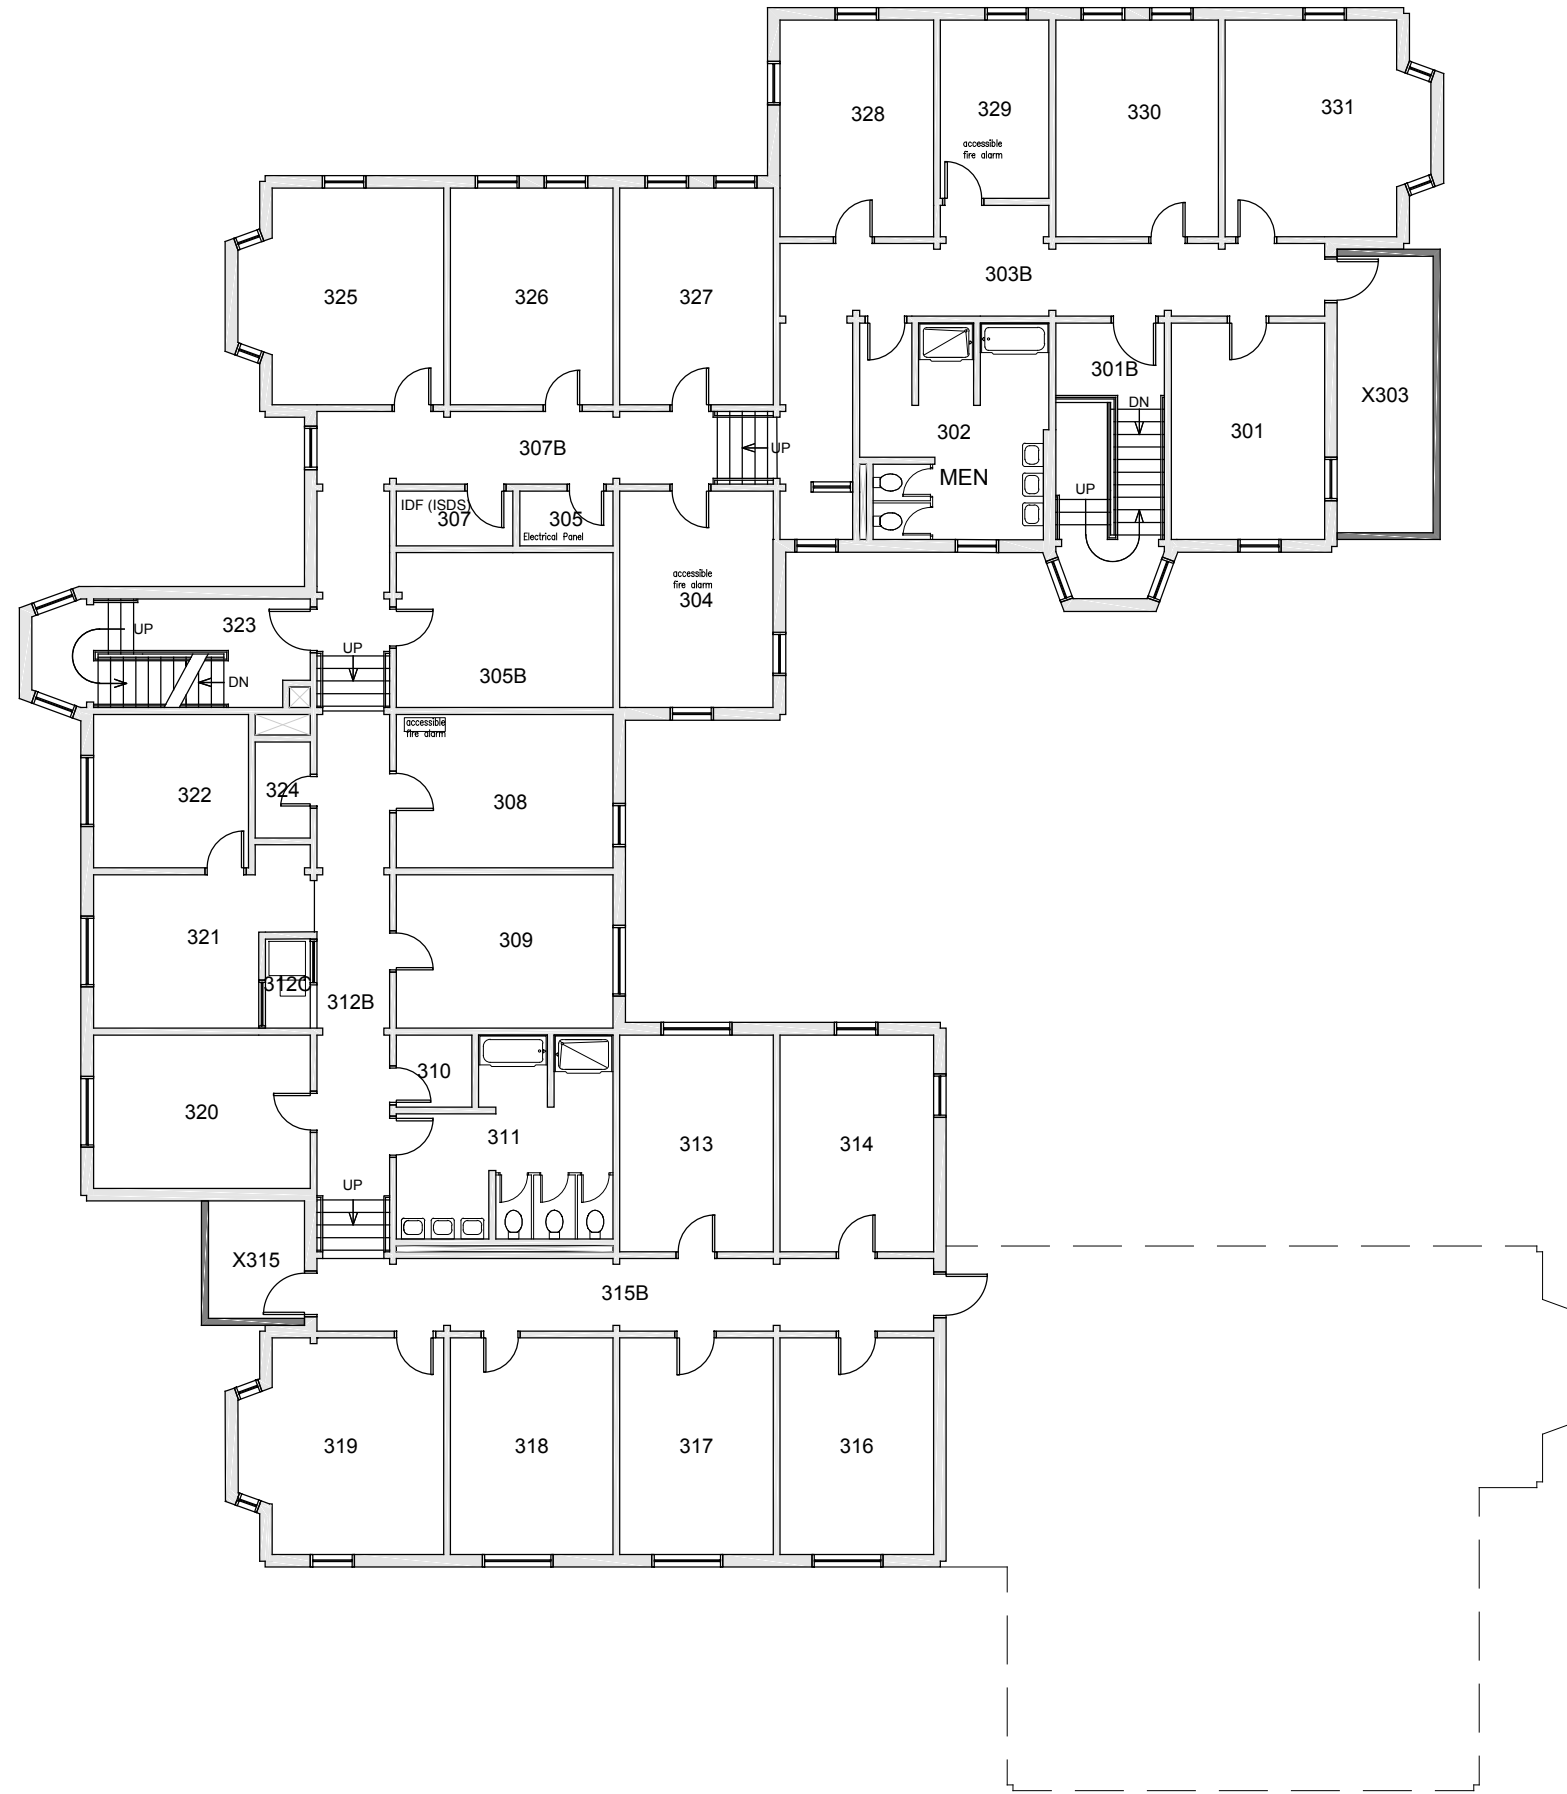 328
329
330
331
accessible
fire alarm
325
326
327
303B
301B
X303
DN
302
301
MEN
307B
UP
UP
IDF (ISDS)
307
305
Electrical Panel
accessible
fire alarm
304
323
UP
UP
305B
DN
accessible
fire alarm
322
324
308
321
309
312C
312B
310
320
311
313
314
UP
X315
315B
319
318
317
316